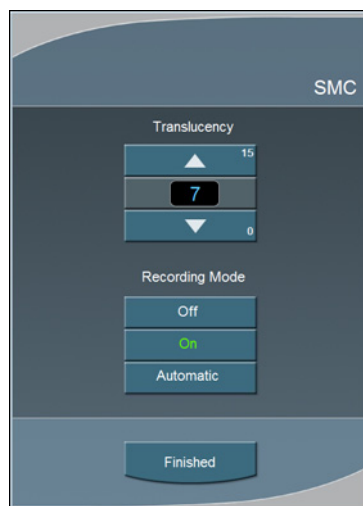 SMC
Translucency
15
7
0
Recording Mode
Off
On
Automatic
Finished